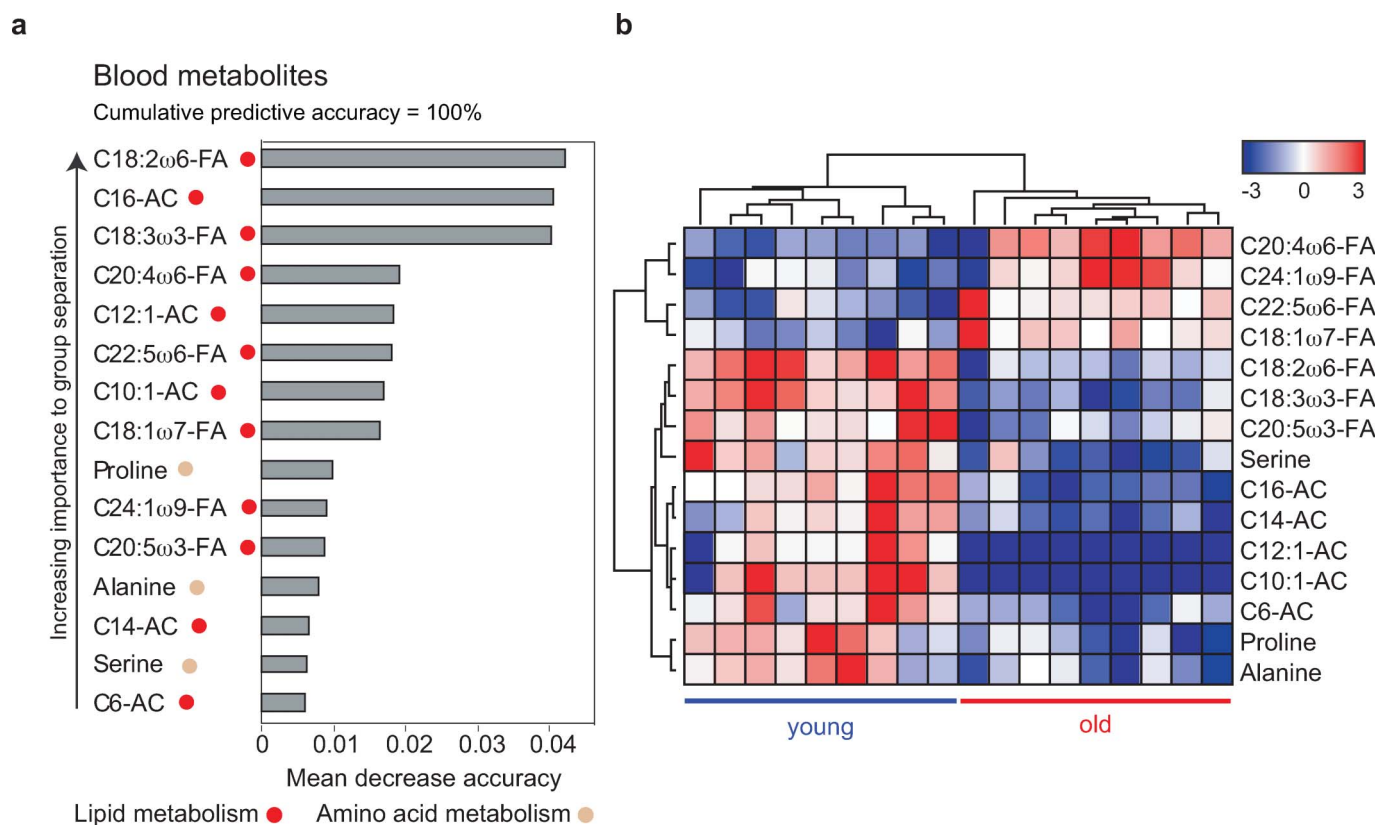 a
Blood metabolites
Cumulative predictive accuracy = 100%
Increasing importance to group separation
C18:2ω6-FA
C16-AC
C18:3ω3-FA
C20:4ω6-FA
C12:1-AC
C22:5ω6-FA
C10:1-AC
C18:1ω7-FA
Proline
C24:1ω9-FA
C20:5ω3-FA
Alanine
C14-AC
Serine
C6-AC
0 0.01 0.02 0.03 0.04
Mean decrease accuracy
Lipid metabolism Amino acid metabolism
b
-3 0 3
C20:4ω6-FA
C24:1ω9-FA
C22:5ω6-FA
C18:1ω7-FA
C18:2ω6-FA
C18:3ω3-FA
C20:5ω3-FA
Serine
C16-AC
C14-AC
C12:1-AC
C10:1-AC
C6-AC
Proline
Alanine
young old